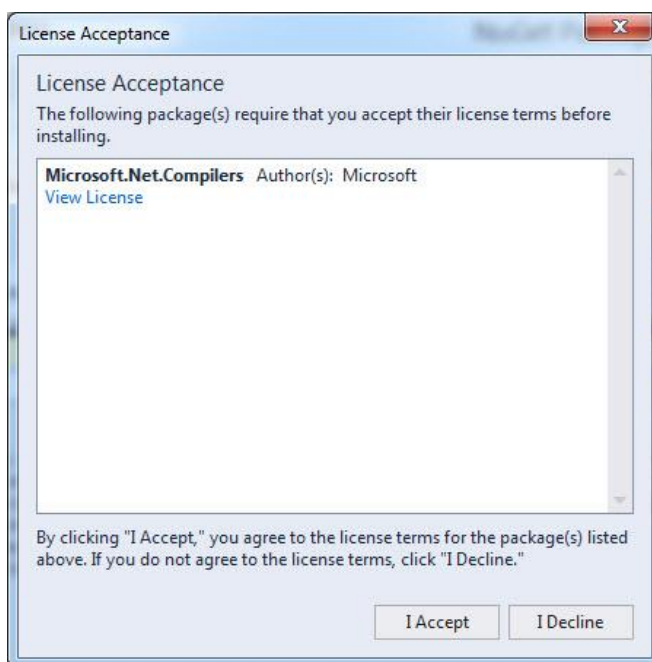 License Acceptance
License Acceptance
The following package(s) require that you accept their license terms before
installing.
Microsoft.Net.Compilers Author(s): Microsoft
View License
By clicking "I Accept," you agree to the license terms for the package(s) listed
above. If you do not agree to the license terms, click "I Decline."
I Accept I Decline